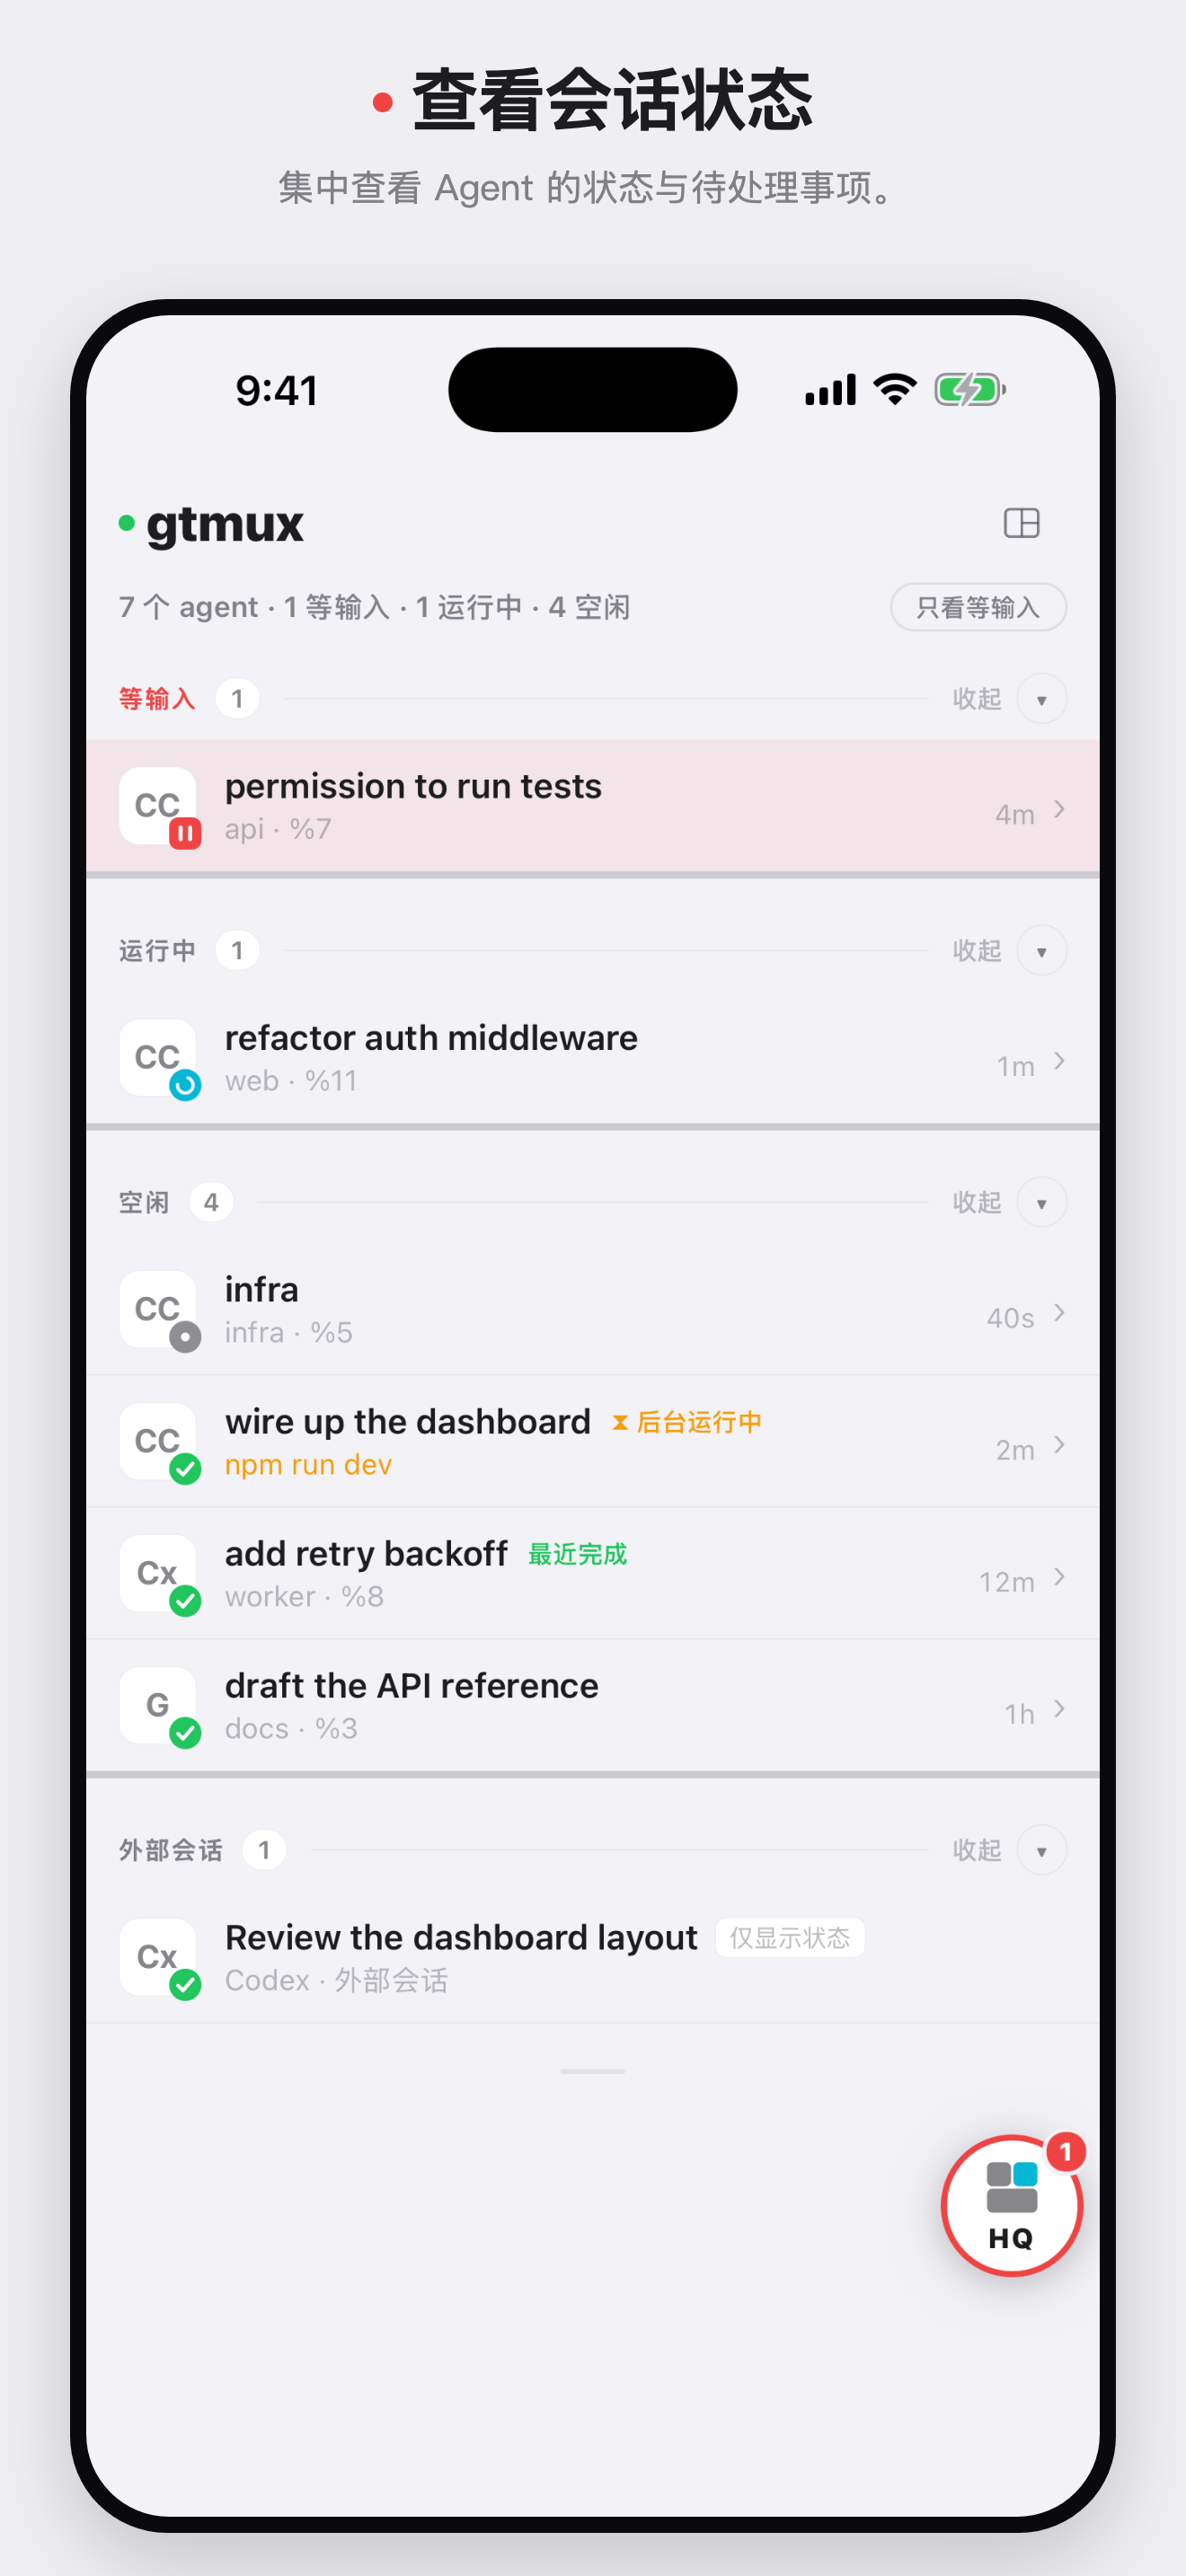 查看会话状态
集中查看 Agent 的状态与待处理事项。
9:41
gtmux
7 个 agent · 1 等输入 · 1 运行中 · 4 空闲
只看等输入
等输入 1 收起
CC
permission to run tests
api · %7
4m
运行中 1 收起
CC
refactor auth middleware
web · %11
1m
空闲 4 收起
CC
infra
infra · %5
40s
CC
wire up the dashboard 后台运行中
npm run dev
2m
Cx
add retry backoff 最近完成
worker · %8
12m
G
draft the API reference
docs · %3
1h
外部会话 1 收起
Cx
Review the dashboard layout 仅显示状态
Codex · 外部会话
1
HQ